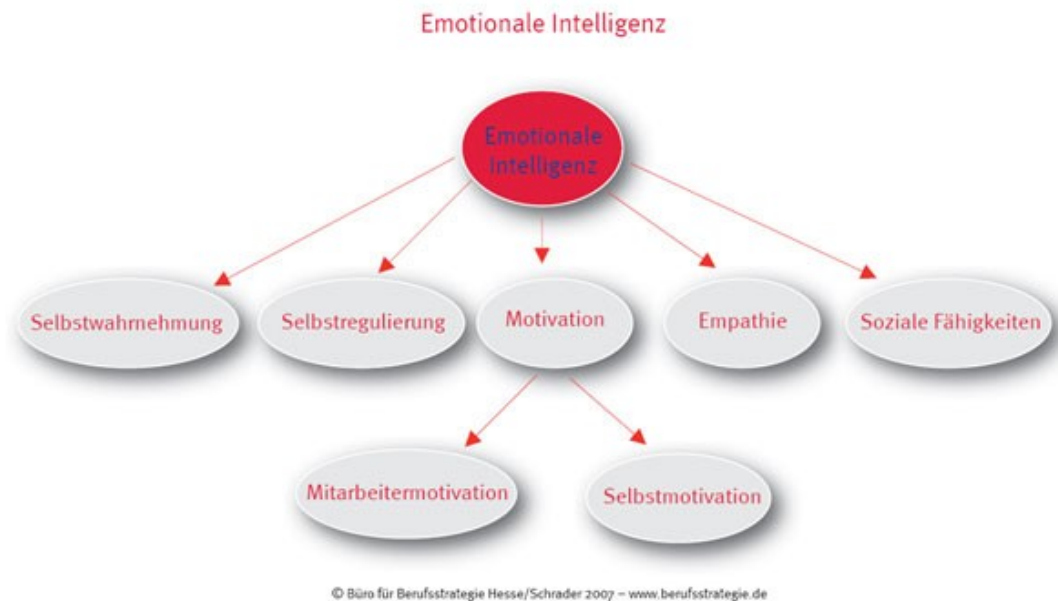 Emotionale Intelligenz
Emotionale
Intelligenz
Selbstwahrnehmung
Selbstregulierung
Motivation
Empathie
Soziale Fähigkeiten
Mitarbeitermotivation
Selbstmotivation
© Büro für Berufsstrategie Hesse/Schrader 2007 – www.berufsstrategie.de